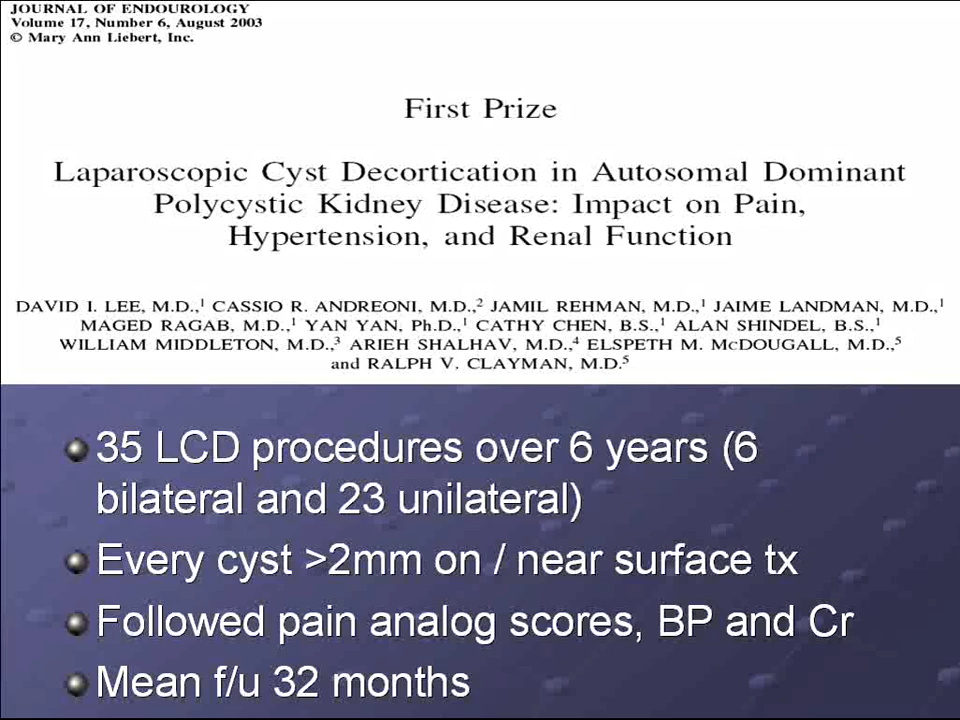 JOURNAL OF ENDOUROLOGY
Volume 17, Number 6, August 2003
© Mary Ann Liebert, Inc.
First Prize
Laparoscopic Cyst Decortication in Autosomal Dominant
Polycystic Kidney Disease: Impact on Pain,
Hypertension, and Renal Function
DAVID I. LEE, M.D.,1 CASSIO R. ANDREONI, M.D.,2 JAMIL REHMAN, M.D.,1 JAIME LANDMAN, M.D.,1
MAGED RAGAB, M.D.,1 YAN YAN, Ph.D.,1 CATHY CHEN, B.S.,1 ALAN SHINDEL, B.S.,1
WILLIAM MIDDLETON, M.D.,3 ARIEH SHALHAV, M.D.,4 ELSPETH M. McDOUGALL, M.D.,5
and RALPH V. CLAYMAN, M.D.5
35 LCD procedures over 6 years (6
bilateral and 23 unilateral)
Every cyst >2mm on / near surface tx
Followed pain analog scores, BP and Cr
Mean f/u 32 months